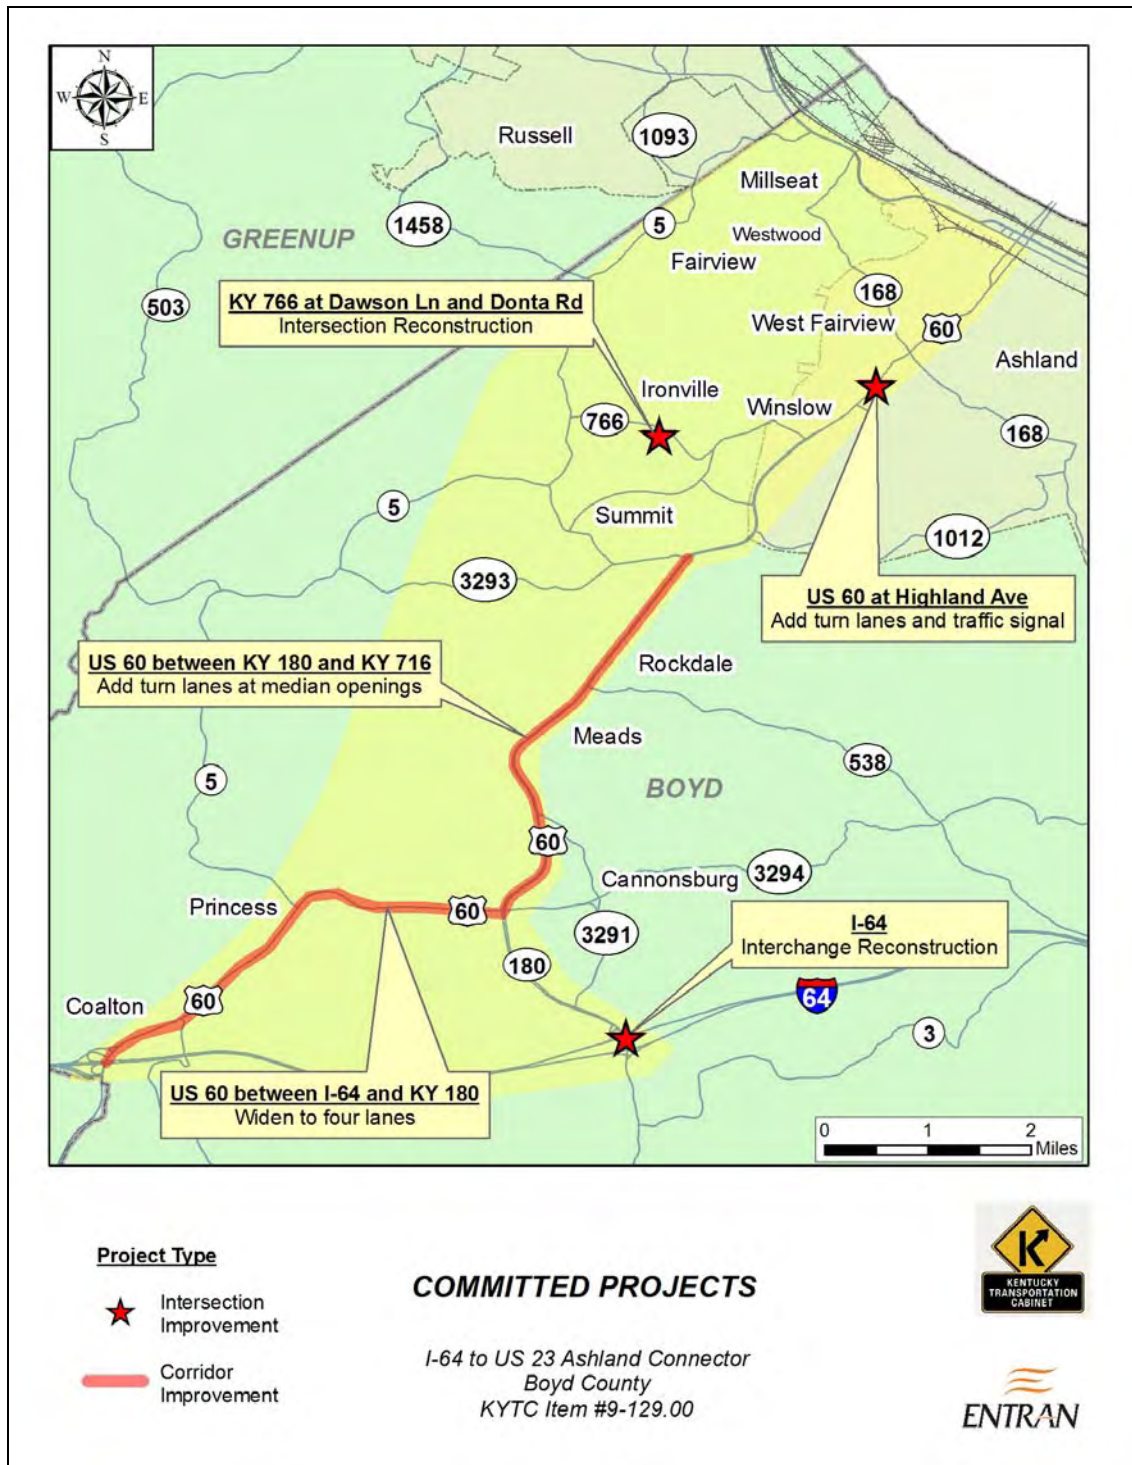 N
W
E
S
Russell
1093
Millseat
1458
5
GREENUP
Westwood
Fairview
503
168
KY 766 at Dawson Ln and Donta Rd
Intersection Reconstruction
West Fairview
60
Ashland
Ironville
Winslow
766
168
5
Summit
1012
3293
US 60 at Highland Ave
Add turn lanes and traffic signal
US 60 between KY 180 and KY 716
Add turn lanes at median openings
Rockdale
Meads
538
5
BOYD
60
Cannonsburg
3294
Princess
60
3291
I-64
Interchange Reconstruction
180
64
Coalton
60
3
US 60 between I-64 and KY 180
Widen to four lanes
0
1
2
Miles
Project Type
Intersection
Improvement
Corridor
Improvement
COMMITTED PROJECTS
I-64 to US 23 Ashland Connector
Boyd County
KYTC Item #9-129.00
K
KENTUCKY
TRANSPORTATION
CABINET
ENTRAN